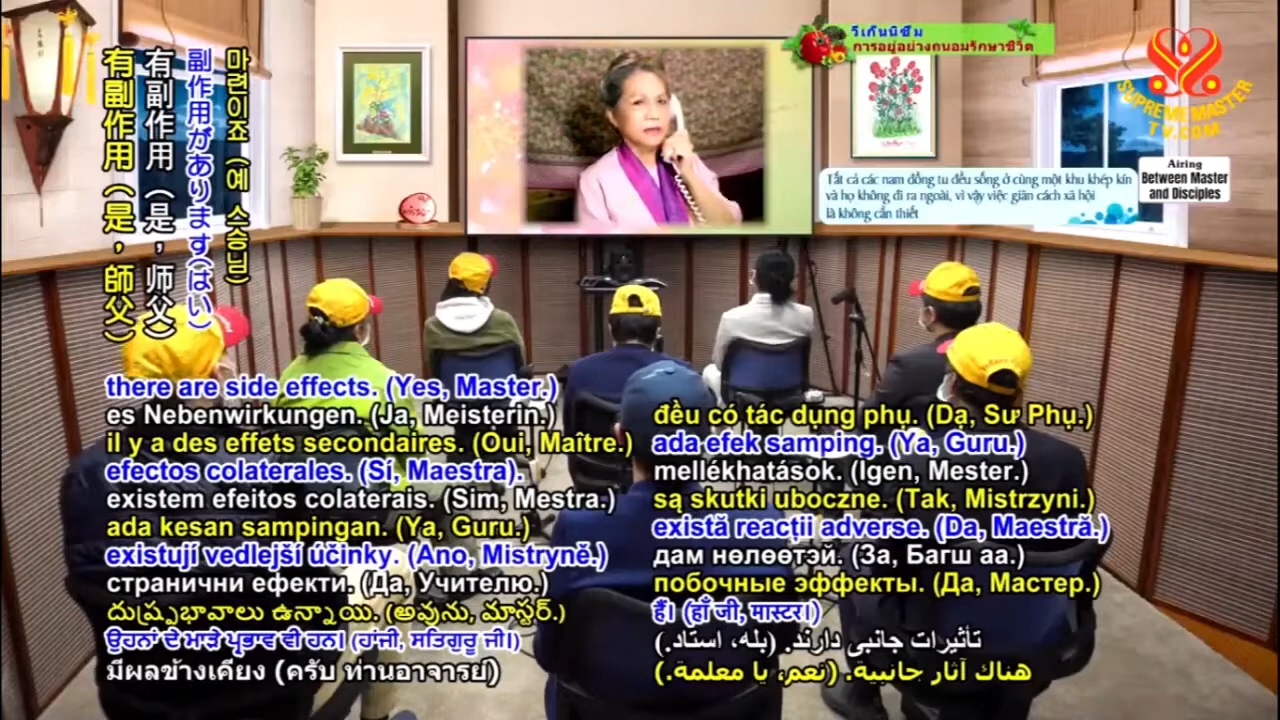 วีแกนนิซึม
การอยู่อย่างถนอมรักษาชีวิต
SUPREME MASTER
TV.COM
Airing
Between Master
and Disciples
Tất cả các nam đồng tu đều sống ở cùng một khu khép kín
và họ không đi ra ngoài, vì vậy việc giãn cách xã hội
là không cần thiết
마련이죠 (예 스승님)
副作用があります(はい)
有副作用（是，师父）
有副作用（是，師父）
there are side effects. (Yes, Master.)
es Nebenwirkungen. (Ja, Meisterin.)
il y a des effets secondaires. (Oui, Maître.)
efectos colaterales. (Sí, Maestra).
existem efeitos colaterais. (Sim, Mestra.)
ada kesan sampingan. (Ya, Guru.)
existují vedlejší účinky. (Ano, Mistryně.)
странични ефекти. (Да, Учителю.)
దుష్ప్రభావాలు ఉన్నాయి. (అవును, మాస్టర్.)
ਉਹਨਾਂ ਦੇ ਮਾੜੇ ਪ੍ਰਭਾਵ ਵੀ ਹਨ। (ਹਾਂਜੀ, ਸਤਿਗੁਰੂ ਜੀ।)
มีผลข้างเคียง (ครับ ท่านอาจารย์)
đều có tác dụng phụ. (Dạ, Sư Phụ.)
ada efek samping. (Ya, Guru.)
mellékhatások. (Igen, Mester.)
są skutki uboczne. (Tak, Mistrzyni.)
există reacții adverse. (Da, Maestră.)
дам нөлөөтэй. (За, Багш аа.)
побочные эффекты. (Да, Мастер.)
हैं। (हाँ जी, मास्टर।)
تأثیرات جانبی دارند. (بله، استاد.)
هناك آثار جانبية. (نعم، يا معلمة.)